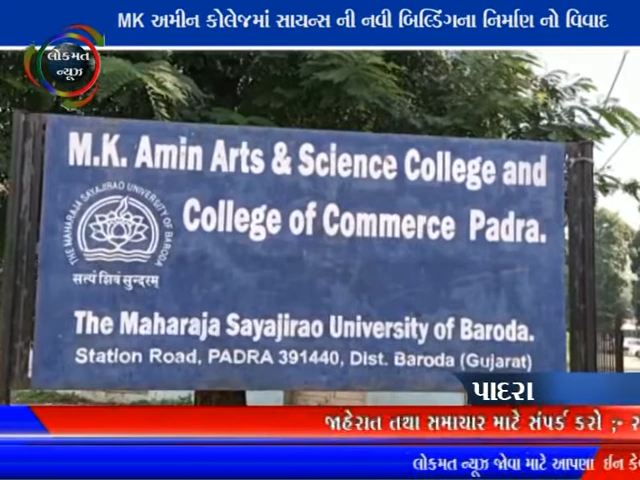 MK અમીન કોલેજમાં સાયન્સ ની નવી બિલ્ડિંગના નિર્માણ નો વિવાદ
લોકમત
ન્યૂઝ
M.K. Amin Arts & Science College and
College of Commerce Padra.
THE MAHARAJA SAYAJIRAO UNIVERSITY OF BARODA
सत्यं शिवं सुन्दरम्
The Maharaja Sayajirao University of Baroda.
Station Road, PADRA 391440, Dist. Baroda (Gujarat)
પાદરા
જાહેરાત તથા સમાચાર માટે સંપર્ક કરો ;-
લોકમત ન્યૂઝ જોવા માટે આપણા ઈન